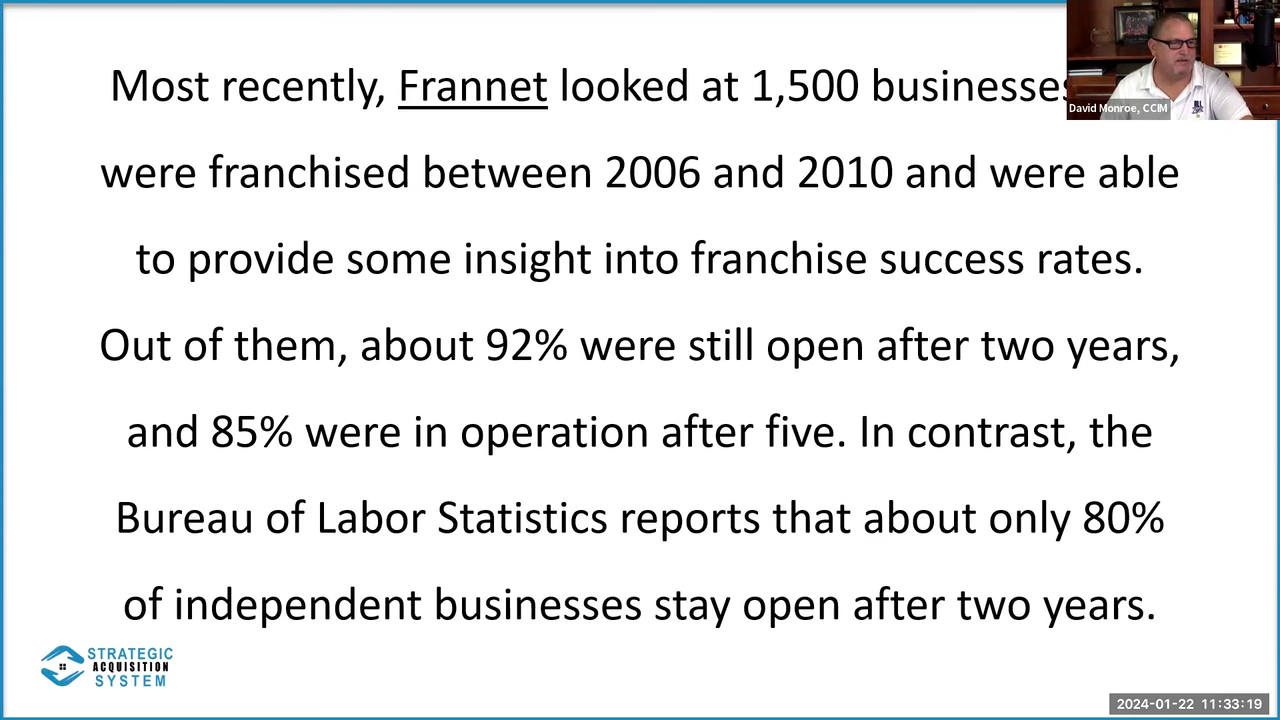 Most recently, Frannet looked at 1,500 businesses
were franchised between 2006 and 2010 and were able
to provide some insight into franchise success rates.
Out of them, about 92% were still open after two years,
and 85% were in operation after five. In contrast, the
Bureau of Labor Statistics reports that about only 80%
of independent businesses stay open after two years.
David Monroe, CCIM
STRATEGIC
ACQUISITION
SYSTEM
2024-01-22 11:33:19